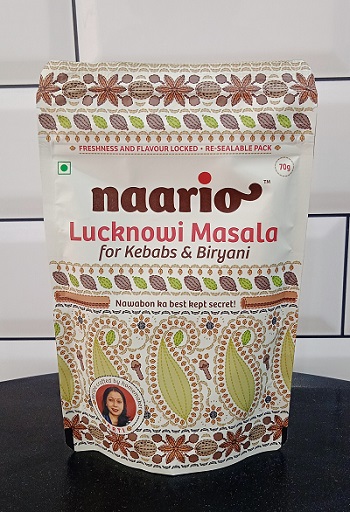 FRESHNESS AND FLAVOUR LOCKED • RE-SEALABLE PACK
70g
naario™
Lucknowi Masala
for Kebabs & Biryani
Nawabon ka best kept secret!